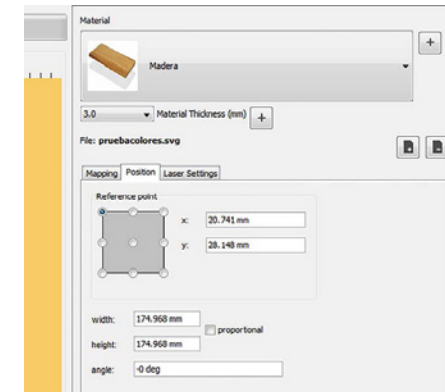 Material
Madera
+
3.0
Material Thickness (mm)
+
File: pruebacolores.svg
Mapping Position Laser Settings
Reference point
x: 20.741 mm
y: 28.148 mm
width: 174.968 mm
proportonal
height: 174.968 mm
angle: -0 deg